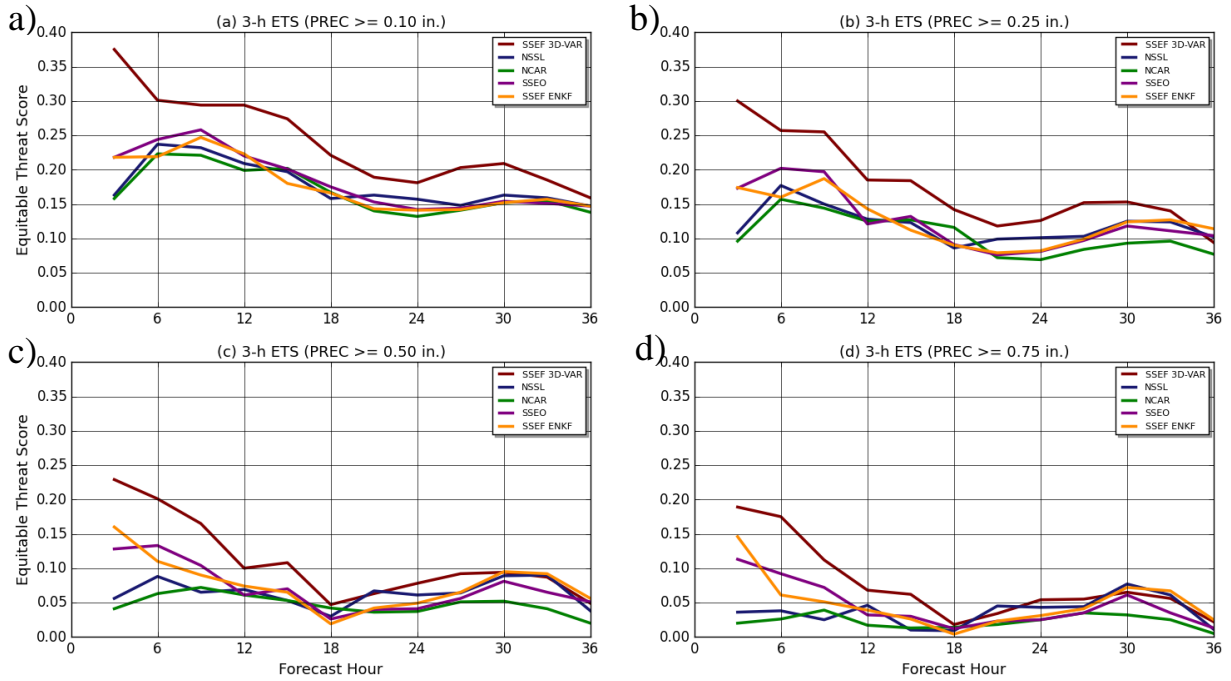 a)
(a) 3-h ETS (PREC >= 0.10 in.)
Equitable Threat Score
0.40
0.35
0.30
0.25
0.20
0.15
0.10
0.05
0.00
0 6 12 18 24 30 36
SSEF 3D-VAR
NSSL
NCAR
SSEO
SSEF ENKF
b)
(b) 3-h ETS (PREC >= 0.25 in.)
0.40
0.35
0.30
0.25
0.20
0.15
0.10
0.05
0.00
0 6 12 18 24 30 36
SSEF 3D-VAR
NSSL
NCAR
SSEO
SSEF ENKF
c)
(c) 3-h ETS (PREC >= 0.50 in.)
Equitable Threat Score
0.40
0.35
0.30
0.25
0.20
0.15
0.10
0.05
0.00
0 6 12 18 24 30 36
Forecast Hour
SSEF 3D-VAR
NSSL
NCAR
SSEO
SSEF ENKF
d)
(d) 3-h ETS (PREC >= 0.75 in.)
0.40
0.35
0.30
0.25
0.20
0.15
0.10
0.05
0.00
0 6 12 18 24 30 36
Forecast Hour
SSEF 3D-VAR
NSSL
NCAR
SSEO
SSEF ENKF